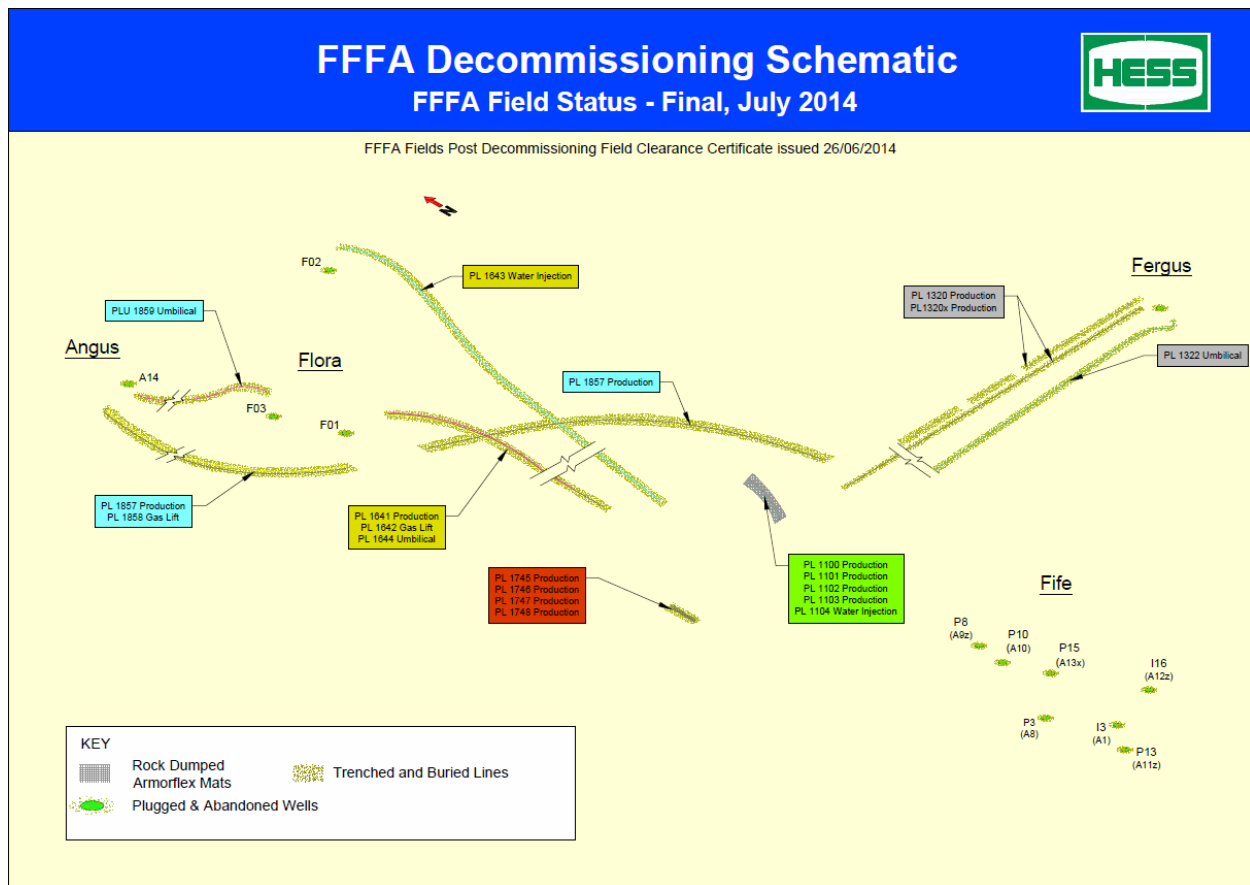 FFFA Decommissioning Schematic
FFFA Field Status - Final, July 2014
HESS
FFFA Fields Post Decommissioning Field Clearance Certificate issued 26/06/2014
N
F02
PL 1643 Water Injection
Fergus
PL 1320 Production
PL1320x Production
PLU 1859 Umbilical
Angus
Flora
PL 1322 Umbilical
A14
PL 1857 Production
F03
F01
PL 1857 Production
PL 1858 Gas Lift
PL 1641 Production
PL 1642 Gas Lift
PL 1644 Umbilical
PL 1745 Production
PL 1746 Production
PL 1747 Production
PL 1748 Production
PL 1100 Production
PL 1101 Production
PL 1102 Production
PL 1103 Production
PL 1104 Water Injection
Fife
P8
(A9z)
P10
(A10)
P15
(A13x)
I16
(A12z)
P3
(A8)
I3
(A1)
P13
(A11z)
KEY
Rock Dumped
Armorflex Mats
Trenched and Buried Lines
Plugged & Abandoned Wells